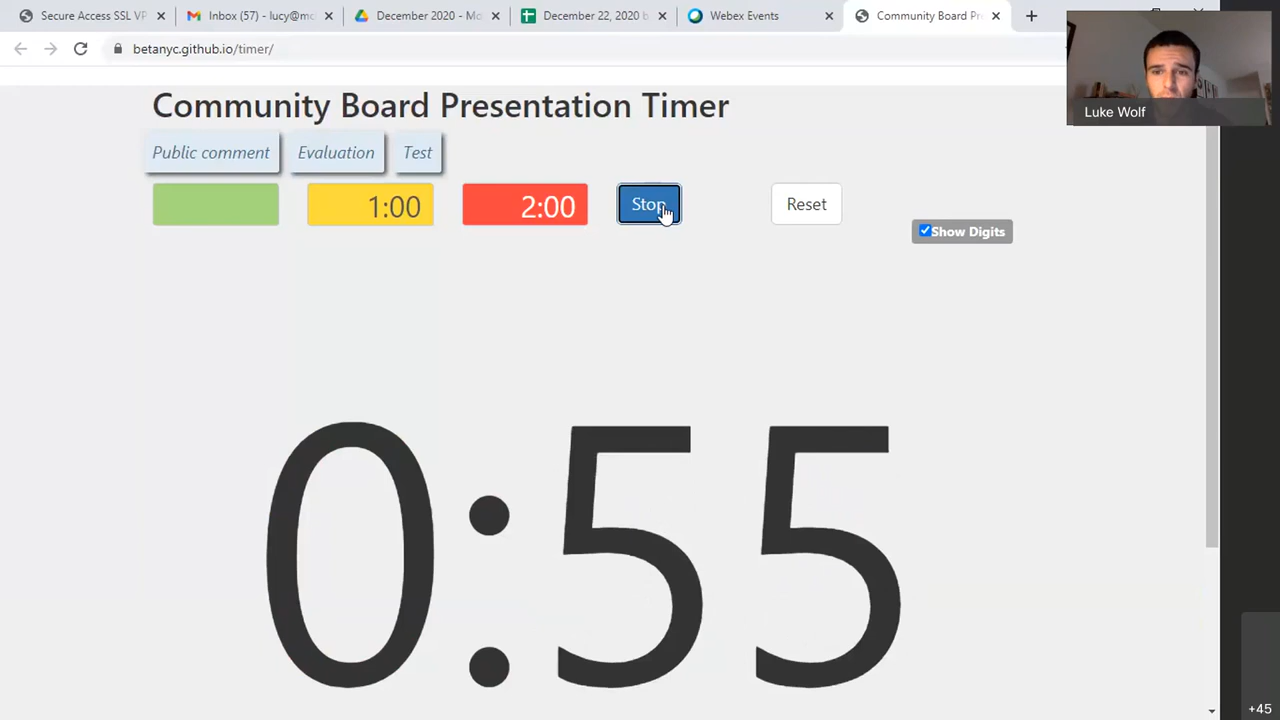 Secure Access SSL VP
Inbox (57) - lucy@mc
December 2020 - Mo
December 22, 2020 b
Webex Events
Community Board Pr
betanyc.github.io/timer/
Luke Wolf
Community Board Presentation Timer
Public comment
Evaluation
Test
1:00
2:00
Stop
Reset
Show Digits
0:55
+45